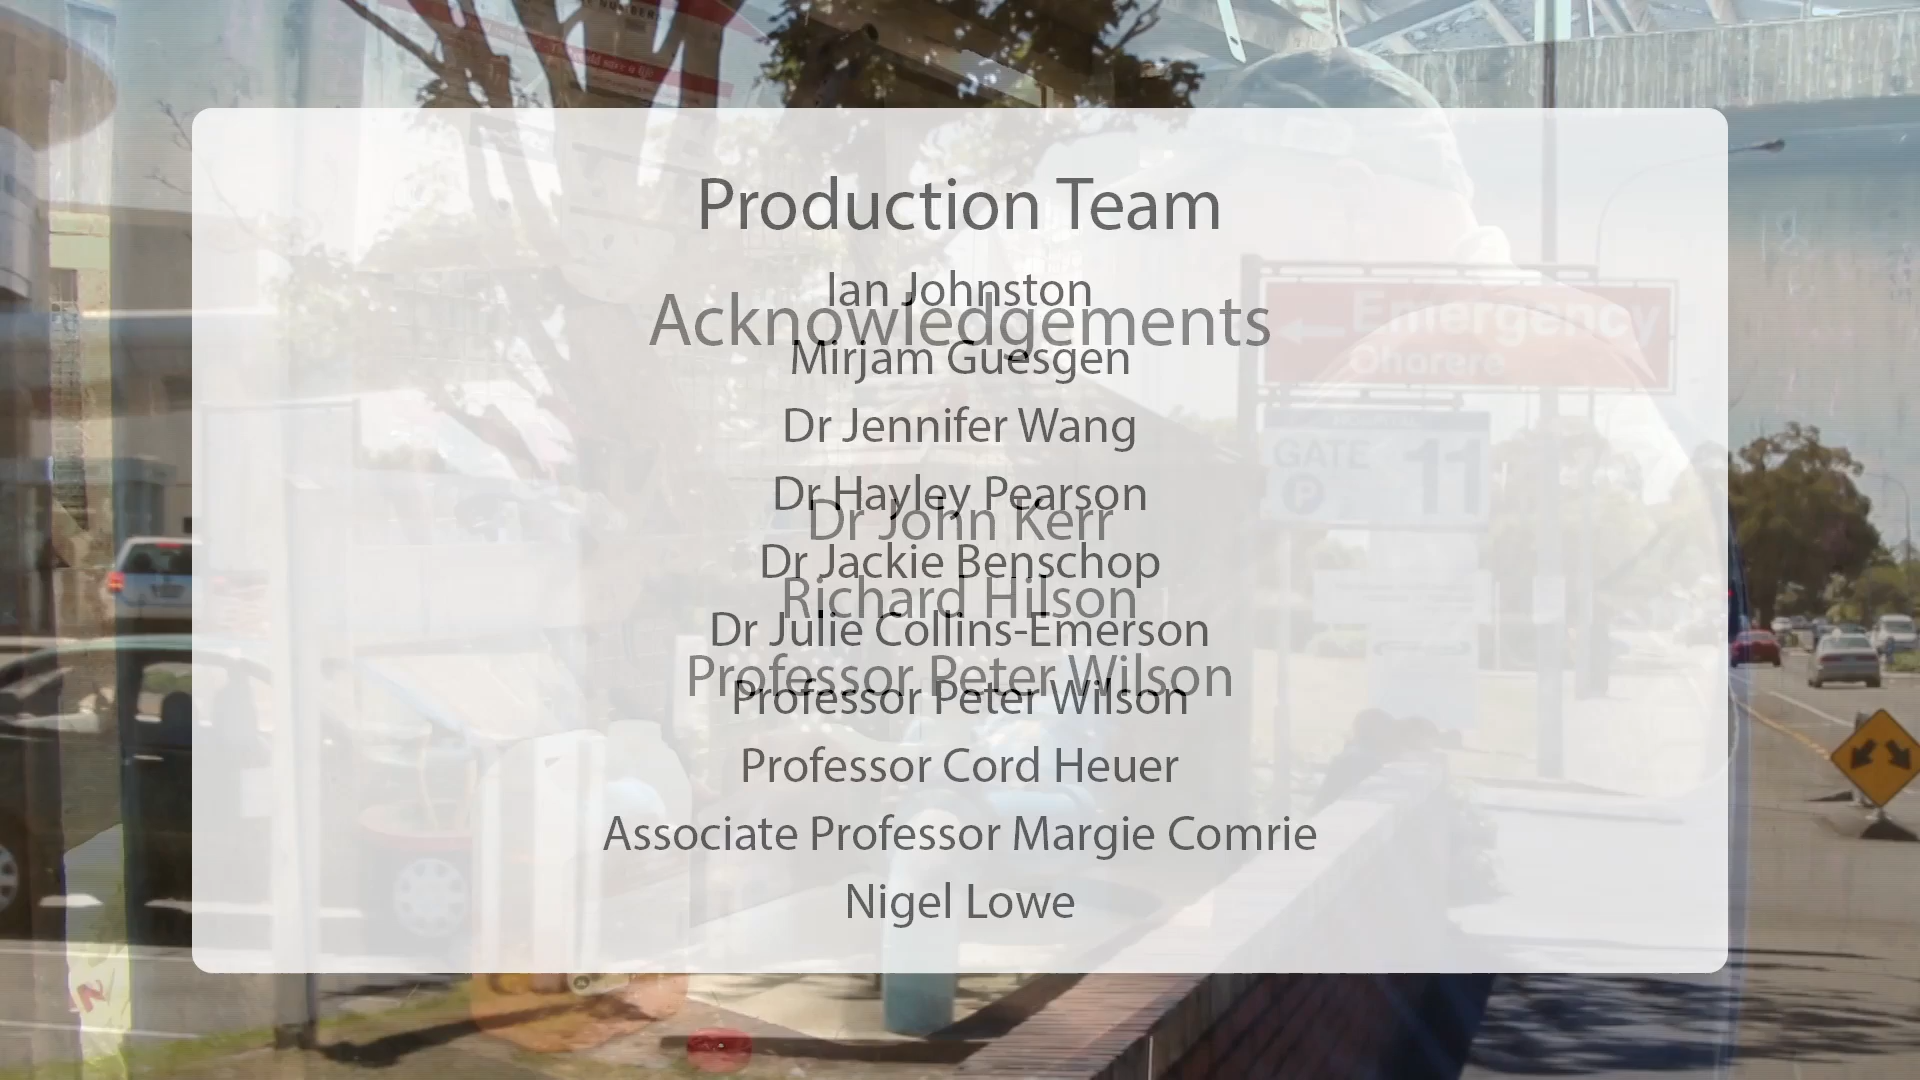 NUMBER
Production Team
Ian Johnston
Acknowledgements
Mirjam Guesgen
Dr Jennifer Wang
Dr Hayley Pearson
Dr John Kerr
Dr Jackie Benschop
Richard Hilson
Dr Julie Collins-Emerson
Professor Peter Wilson
Professor Peter Wilson
Professor Cord Heuer
Associate Professor Margie Comrie
Nigel Lowe
Emergency
Ohorere
GATE 11
P